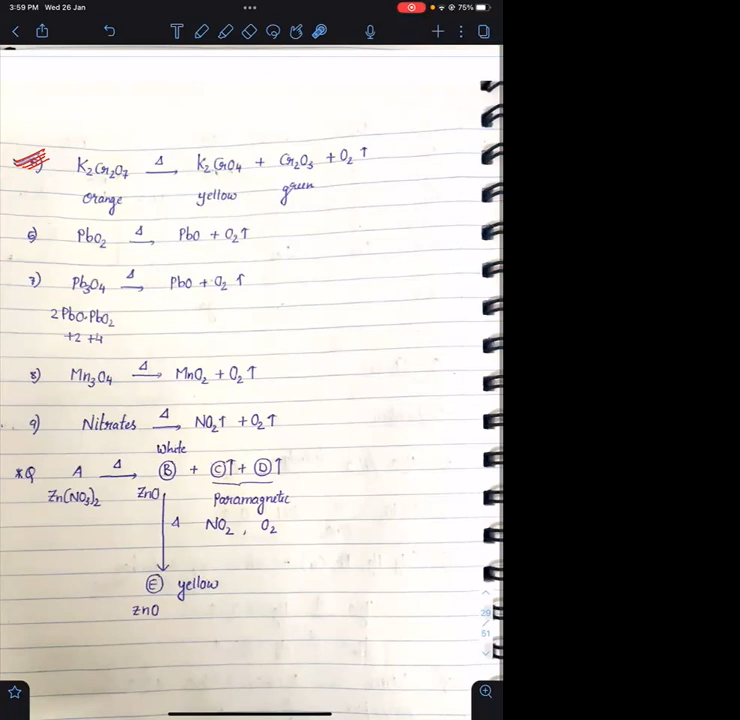 3:59 PM Wed 26 Jan
75%
K2Cr2O7 Δ→ K2CrO4 + Cr2O3 + O2 ↑
orange yellow green
6) PbO2 Δ→ PbO + O2↑
7) Pb3O4 Δ→ PbO + O2 ↑
2PbO·PbO2
+2 +4
8) Mn3O4 Δ→ MnO2 + O2↑
9) Nitrates Δ→ NO2↑ + O2↑
white
*Q A Δ→ B + C↑ + D↑
Zn(NO3)2 ZnO Paramagnetic
Δ NO2 , O2
E yellow
ZnO
29
/
51